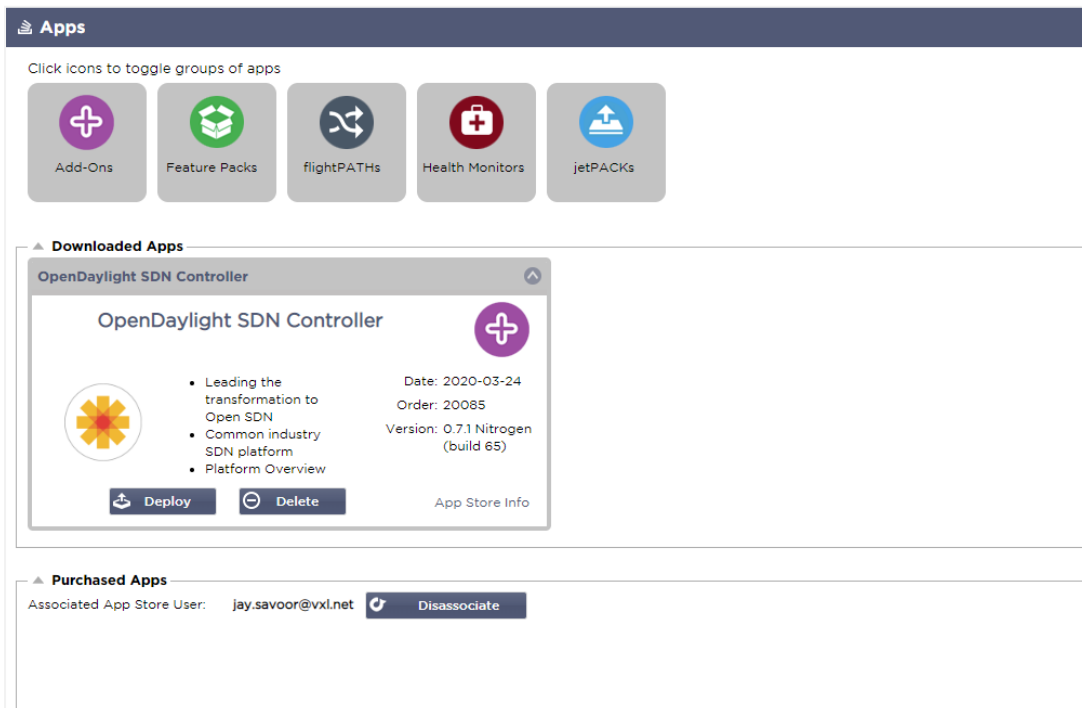 Apps
Click icons to toggle groups of apps
Add-Ons
Feature Packs
flightPATHs
Health Monitors
jetPACKs
Downloaded Apps
OpenDaylight SDN Controller
OpenDaylight SDN Controller
Leading the
transformation to
Open SDN
Common industry
SDN platform
Platform Overview
Date: 2020-03-24
Order: 20085
Version: 0.7.1 Nitrogen
(build 65)
Deploy
Delete
App Store Info
Purchased Apps
Associated App Store User: jay.savoor@vxl.net Disassociate